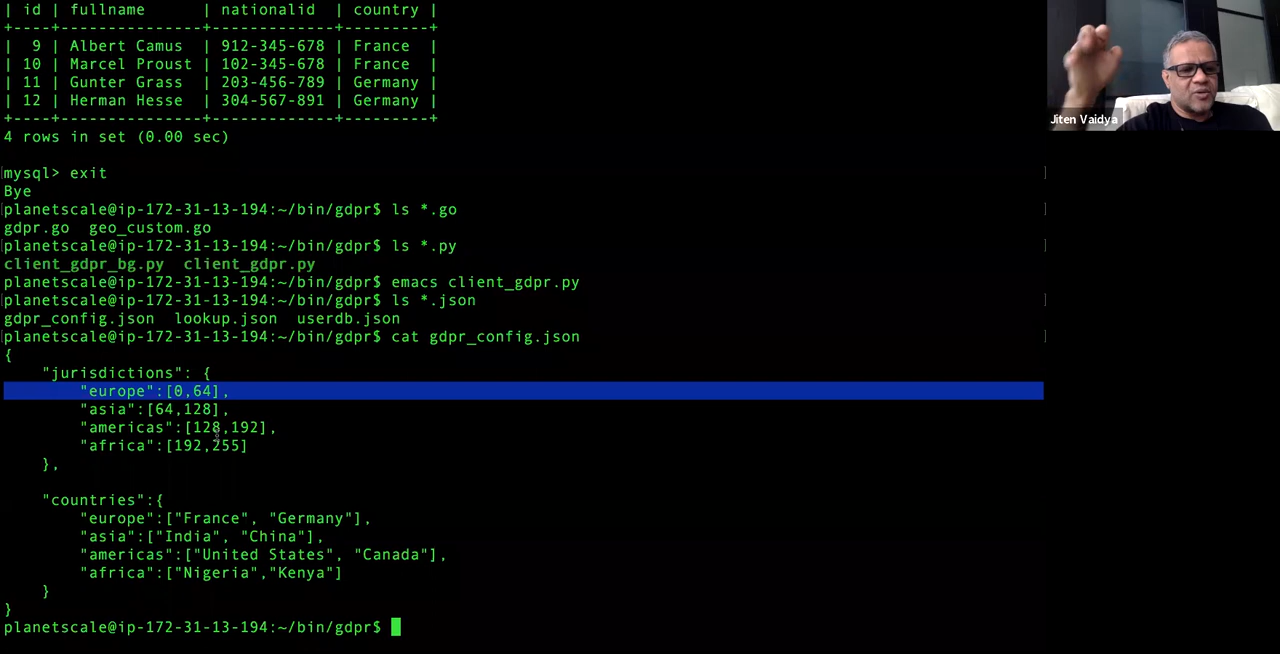 | id | fullname      | nationalid  | country |
+----+---------------+-------------+---------+
|  9 | Albert Camus  | 912-345-678 | France  |
| 10 | Marcel Proust | 102-345-678 | France  |
| 11 | Gunter Grass  | 203-456-789 | Germany |
| 12 | Herman Hesse  | 304-567-891 | Germany |
+----+---------------+-------------+---------+
4 rows in set (0.00 sec)
mysql> exit
Bye
planetscale@ip-172-31-13-194:~/bin/gdpr$ ls *.go
gdpr.go  geo_custom.go
planetscale@ip-172-31-13-194:~/bin/gdpr$ ls *.py
client_gdpr_bg.py  client_gdpr.py
planetscale@ip-172-31-13-194:~/bin/gdpr$ emacs client_gdpr.py
planetscale@ip-172-31-13-194:~/bin/gdpr$ ls *.json
gdpr_config.json  lookup.json  userdb.json
planetscale@ip-172-31-13-194:~/bin/gdpr$ cat gdpr_config.json
{
    "jurisdictions": {
        "europe":[0,64],
        "asia":[64,128],
        "americas":[128,192],
        "africa":[192,255]
    },
    "countries":{
        "europe":["France", "Germany"],
        "asia":["India", "China"],
        "americas":["United States", "Canada"],
        "africa":["Nigeria","Kenya"]
    }
}
planetscale@ip-172-31-13-194:~/bin/gdpr$
Jiten Vaidya